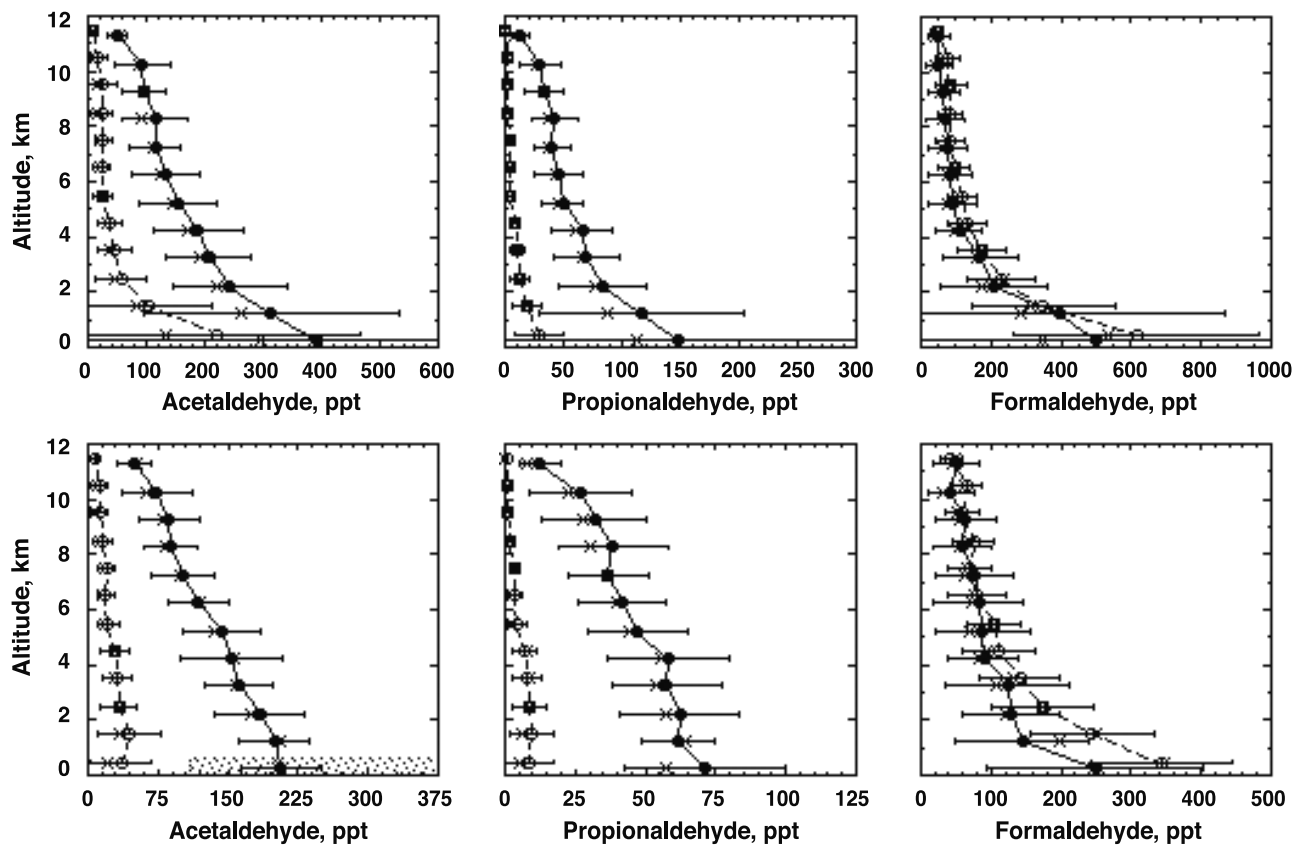 12
10
8
6
4
2
0
Altitude, km
0 100 200 300 400 500 600
Acetaldehyde, ppt
0 50 100 150 200 250 300
Propionaldehyde, ppt
0 200 400 600 800 1000
Formaldehyde, ppt
12
10
8
6
4
2
0
Altitude, km
0 75 150 225 300 375
Acetaldehyde, ppt
0 25 50 75 100 125
Propionaldehyde, ppt
0 100 200 300 400 500
Formaldehyde, ppt